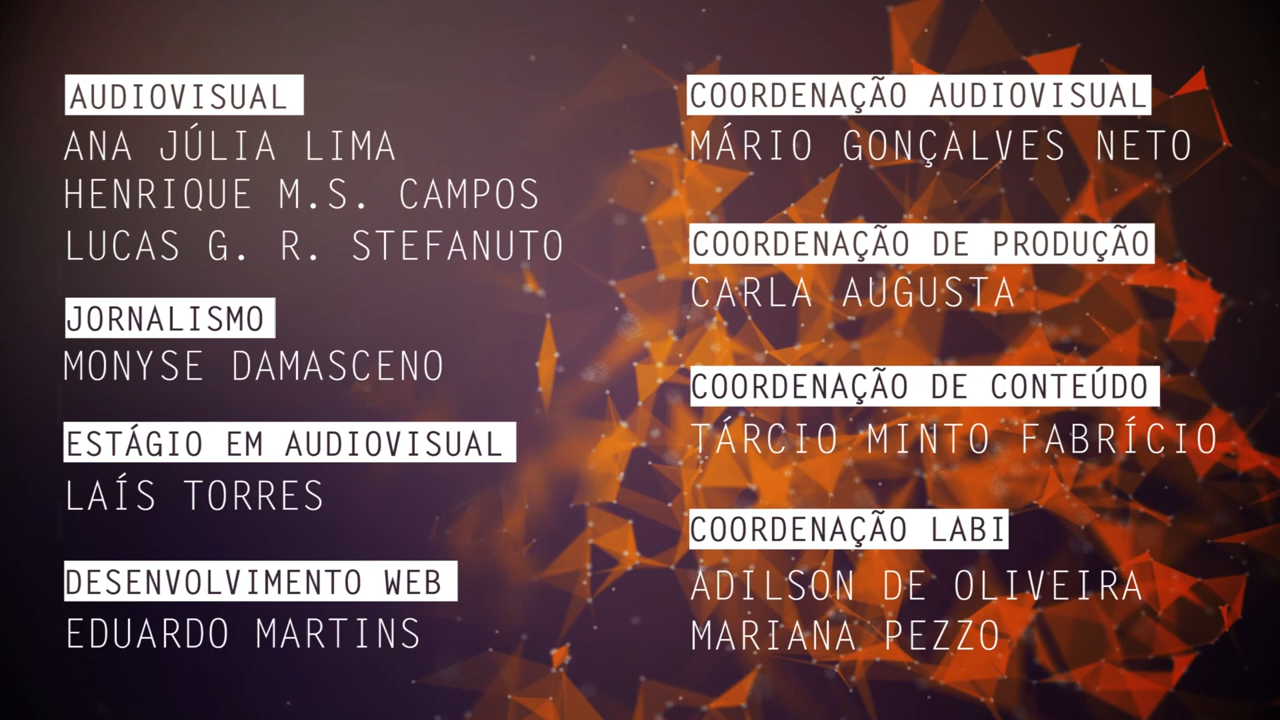 AUDIOVISUAL
ANA JÚLIA LIMA
HENRIQUE M.S. CAMPOS
LUCAS G. R. STEFANUTO
JORNALISMO
MONYSE DAMASCENO
ESTÁGIO EM AUDIOVISUAL
LAÍS TORRES
DESENVOLVIMENTO WEB
EDUARDO MARTINS
COORDENAÇÃO AUDIOVISUAL
MÁRIO GONÇALVES NETO
COORDENAÇÃO DE PRODUÇÃO
CARLA AUGUSTA
COORDENAÇÃO DE CONTEÚDO
TÁRCIO MINTO FABRÍCIO
COORDENAÇÃO LABI
ADILSON DE OLIVEIRA
MARIANA PEZZO